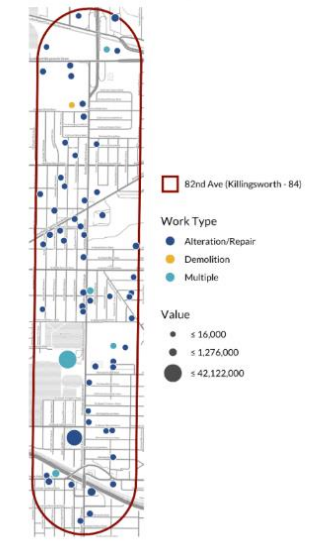 82nd Ave (Killingsworth - 84)
Work Type
Alteration/Repair
Demolition
Multiple
Value
≤ 16,000
≤ 1,276,000
≤ 42,122,000